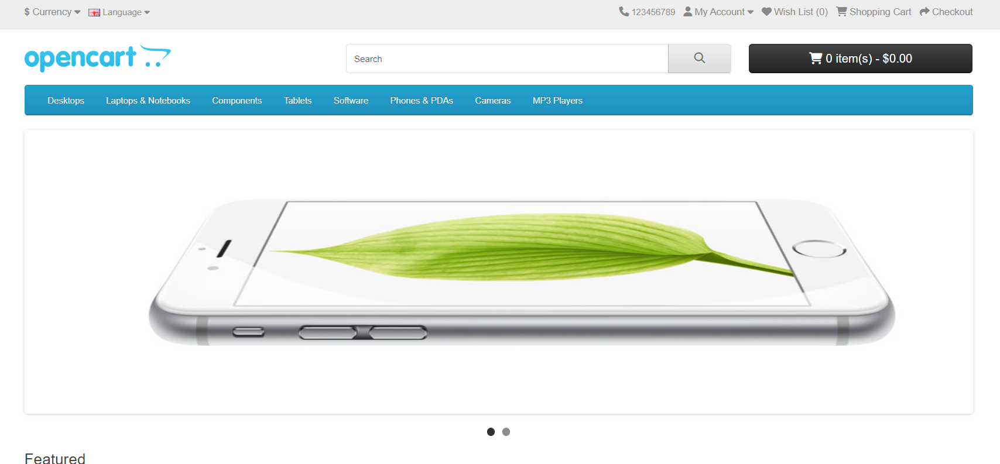 $ Currency Language 123456789 My Account Wish List (0) Shopping Cart Checkout
opencart Search 0 item(s) - $0.00
Desktops Laptops & Notebooks Components Tablets Software Phones & PDAs Cameras MP3 Players
Featured